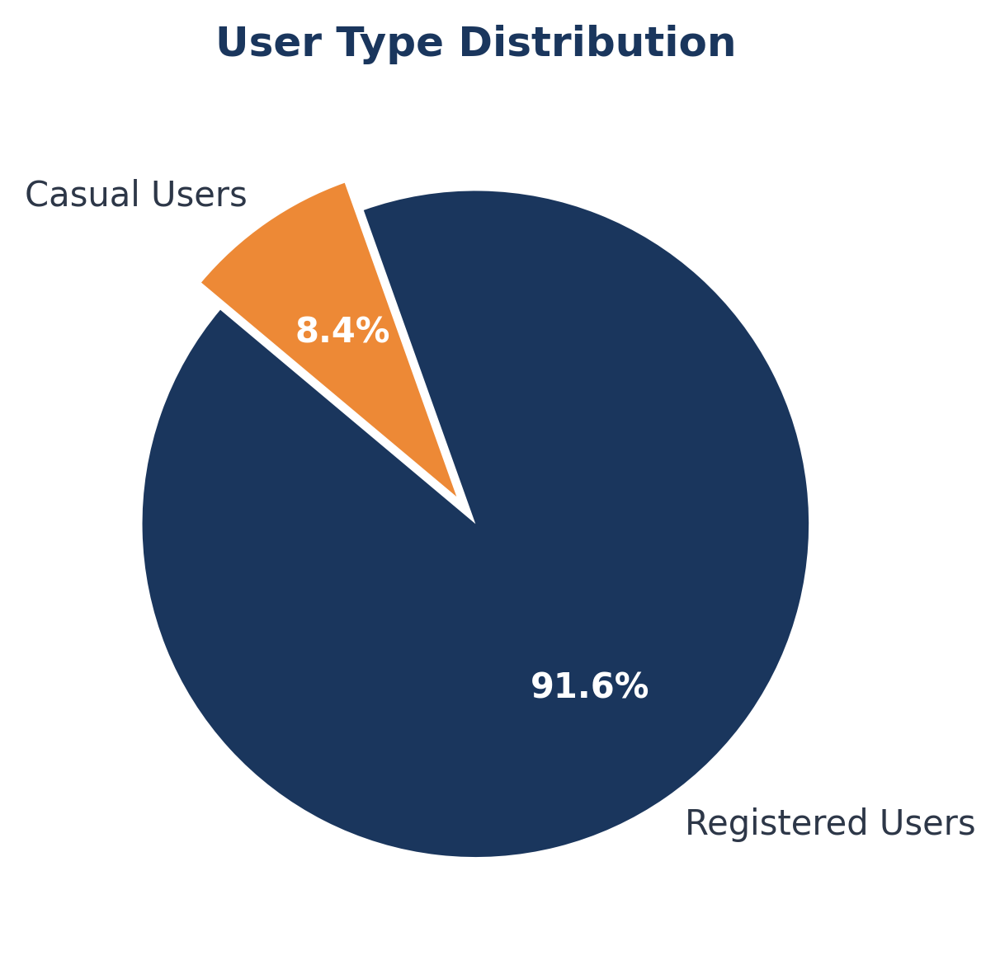 User Type Distribution
Casual Users
8.4%
91.6%
Registered Users